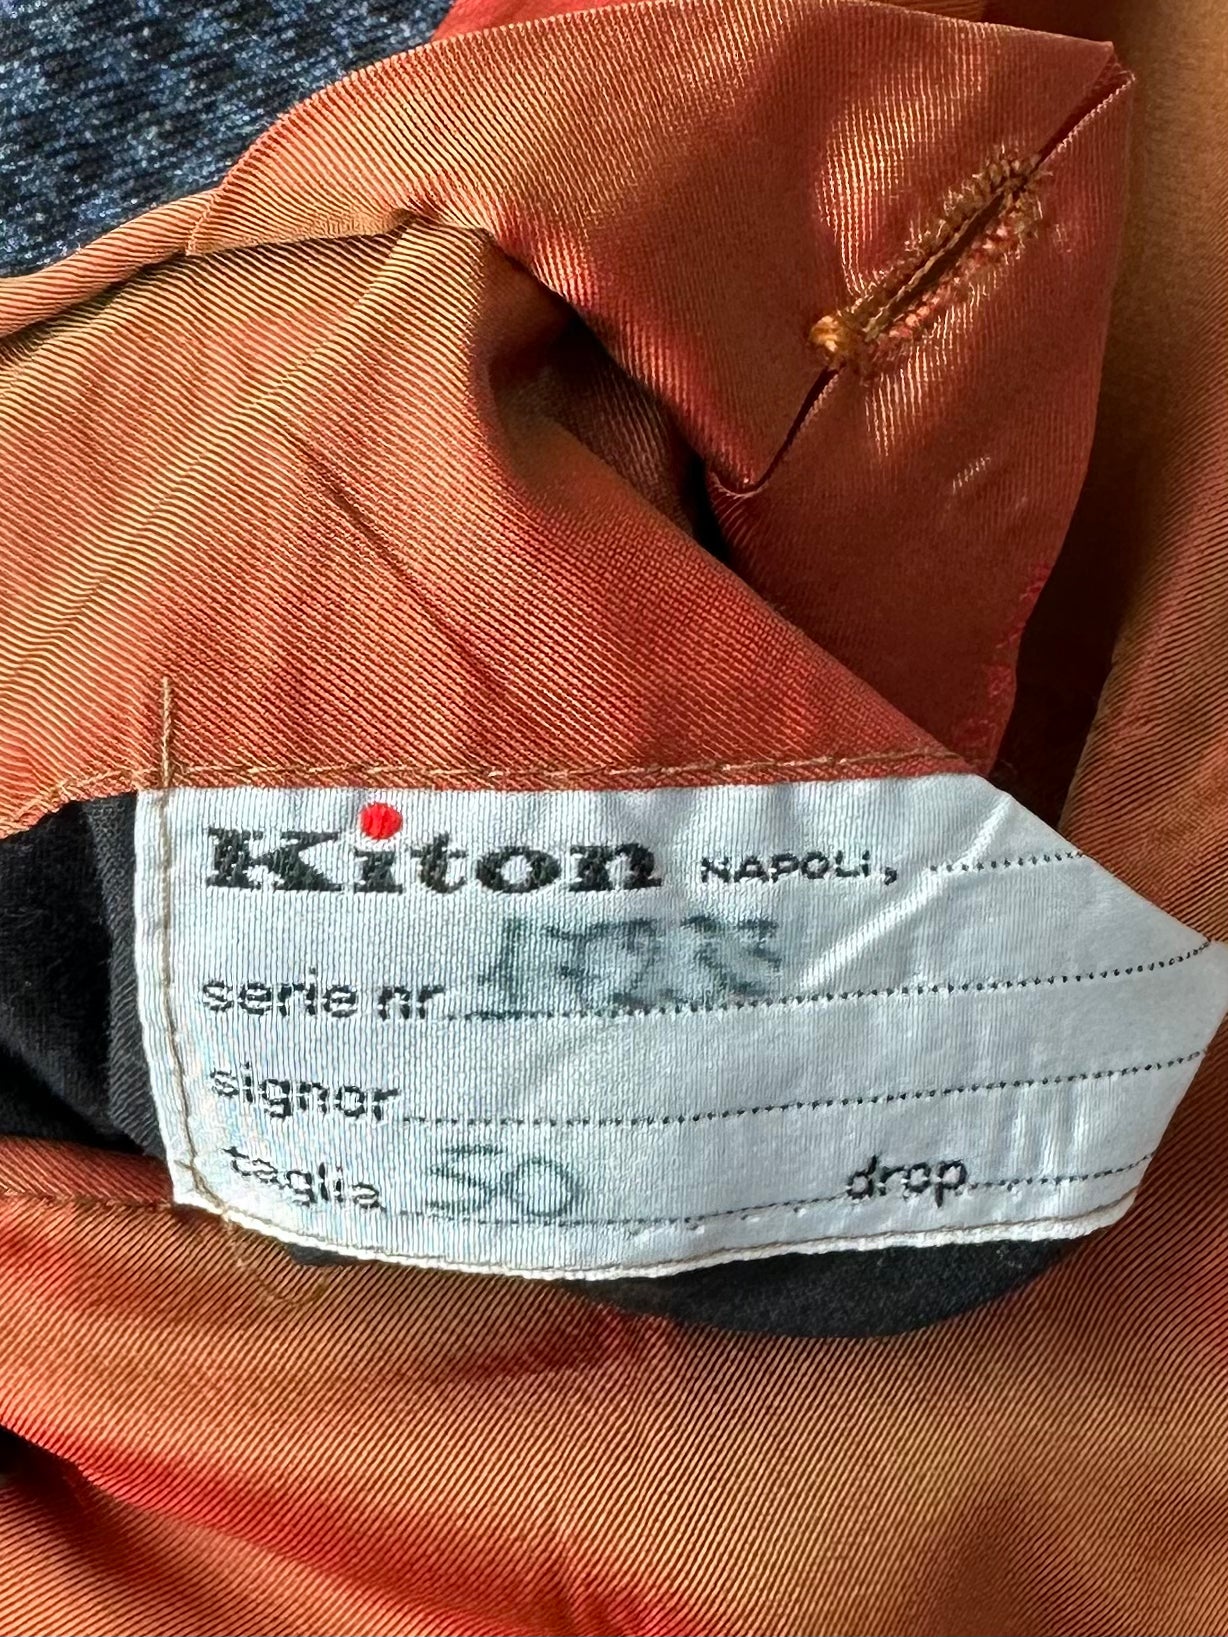 Kiton NAPOLI, ............
serie nr ............
signor ............
taglia 50 drop ............